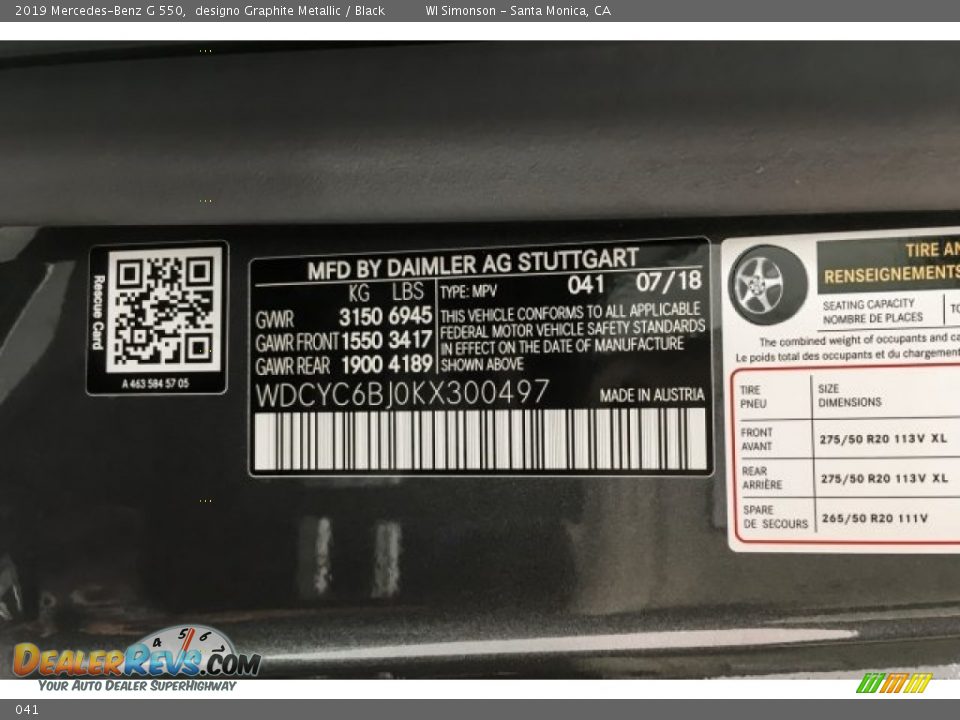 2019 Mercedes-Benz G 550, designo Graphite Metallic / Black WI Simonson - Santa Monica, CA
Rescue Card
A 463 584 57 05
MFD BY DAIMLER AG STUTTGART
KG LBS
GVWR 3150 6945
GAWR FRONT 1550 3417
GAWR REAR 1900 4189
TYPE: MPV 041 07/18
THIS VEHICLE CONFORMS TO ALL APPLICABLE
FEDERAL MOTOR VEHICLE SAFETY STANDARDS
IN EFFECT ON THE DATE OF MANUFACTURE
SHOWN ABOVE
WDCYC6BJ0KX300497 MADE IN AUSTRIA
TIRE
RENSEIGNEMENTS
SEATING CAPACITY
NOMBRE DE PLACES
The combined weight of occupants and
Le poids total des occupants et du
TIRE SIZE
PNEU DIMENSIONS
FRONT
AVANT 275/50 R20 113V XL
REAR
ARRIÈRE 275/50 R20 113V XL
SPARE
DE SECOURS 265/50 R20 111V
4 5 6 7
DEALERREVS.COM
YOUR AUTO DEALER SUPERHIGHWAY
041